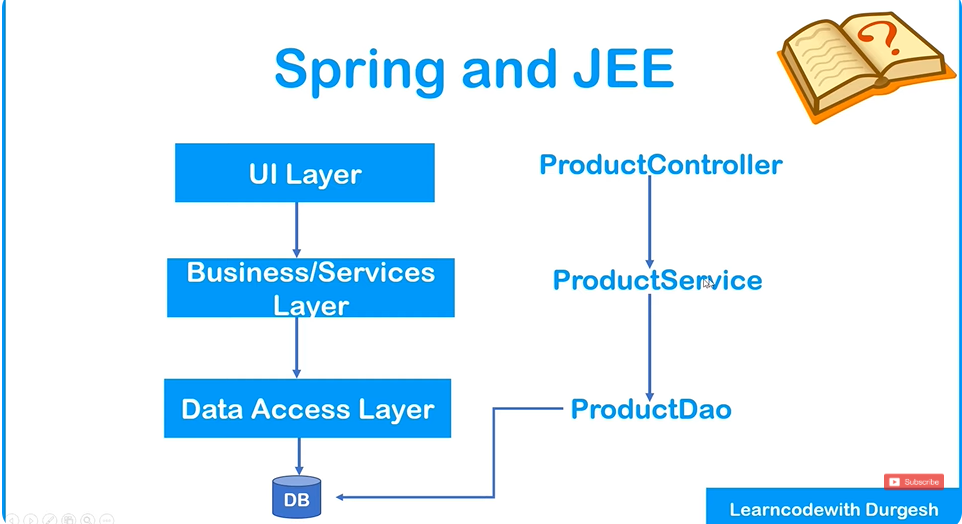 Spring and JEE
?
UI Layer
ProductController
Business/Services
Layer
ProductService
Data Access Layer
ProductDao
DB
Subscribe
Learncodewith Durgesh